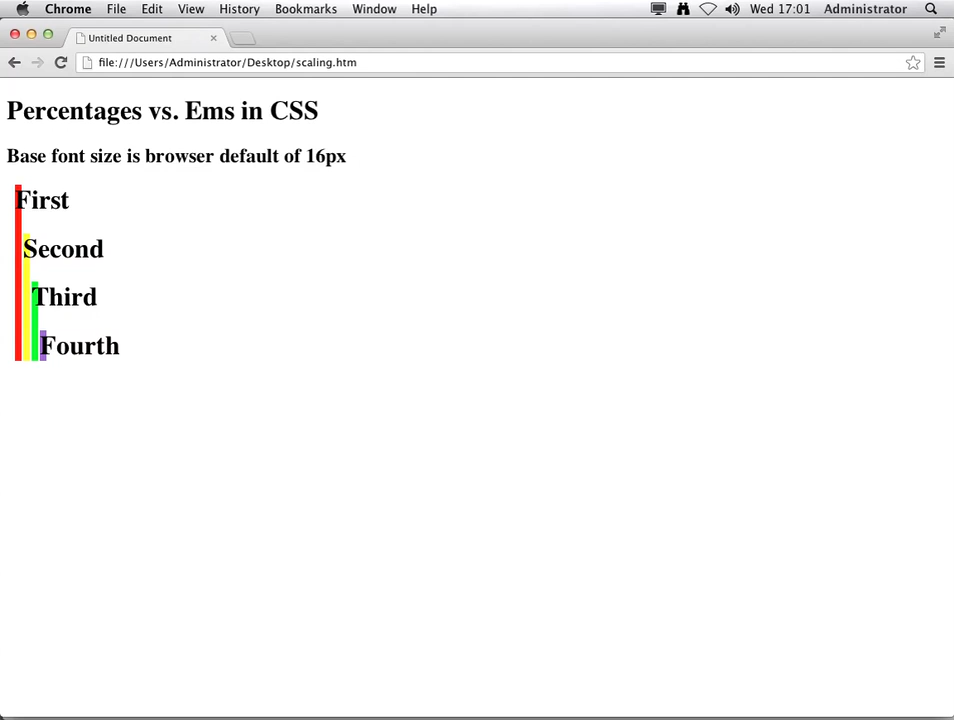 Chrome File Edit View History Bookmarks Window Help Wed 17:01 Administrator
Untitled Document
file:///Users/Administrator/Desktop/scaling.htm
Percentages vs. Ems in CSS
Base font size is browser default of 16px
First
Second
Third
Fourth